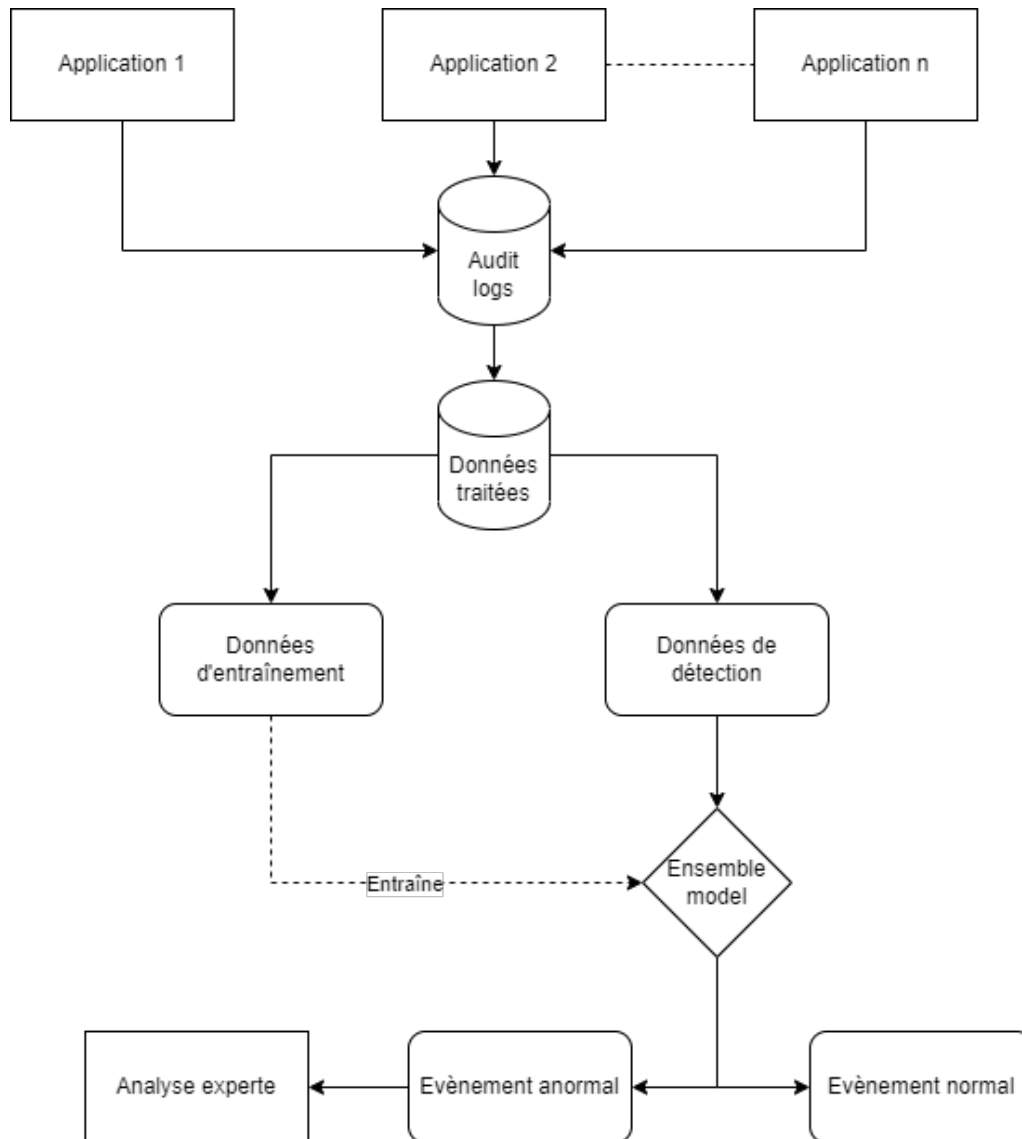 Application 1
Application 2
Application n
Audit
logs
Données
traitées
Données
d'entraînement
Données de
détection
Ensemble
model
Entraîne
Analyse experte
Evènement anormal
Evènement normal